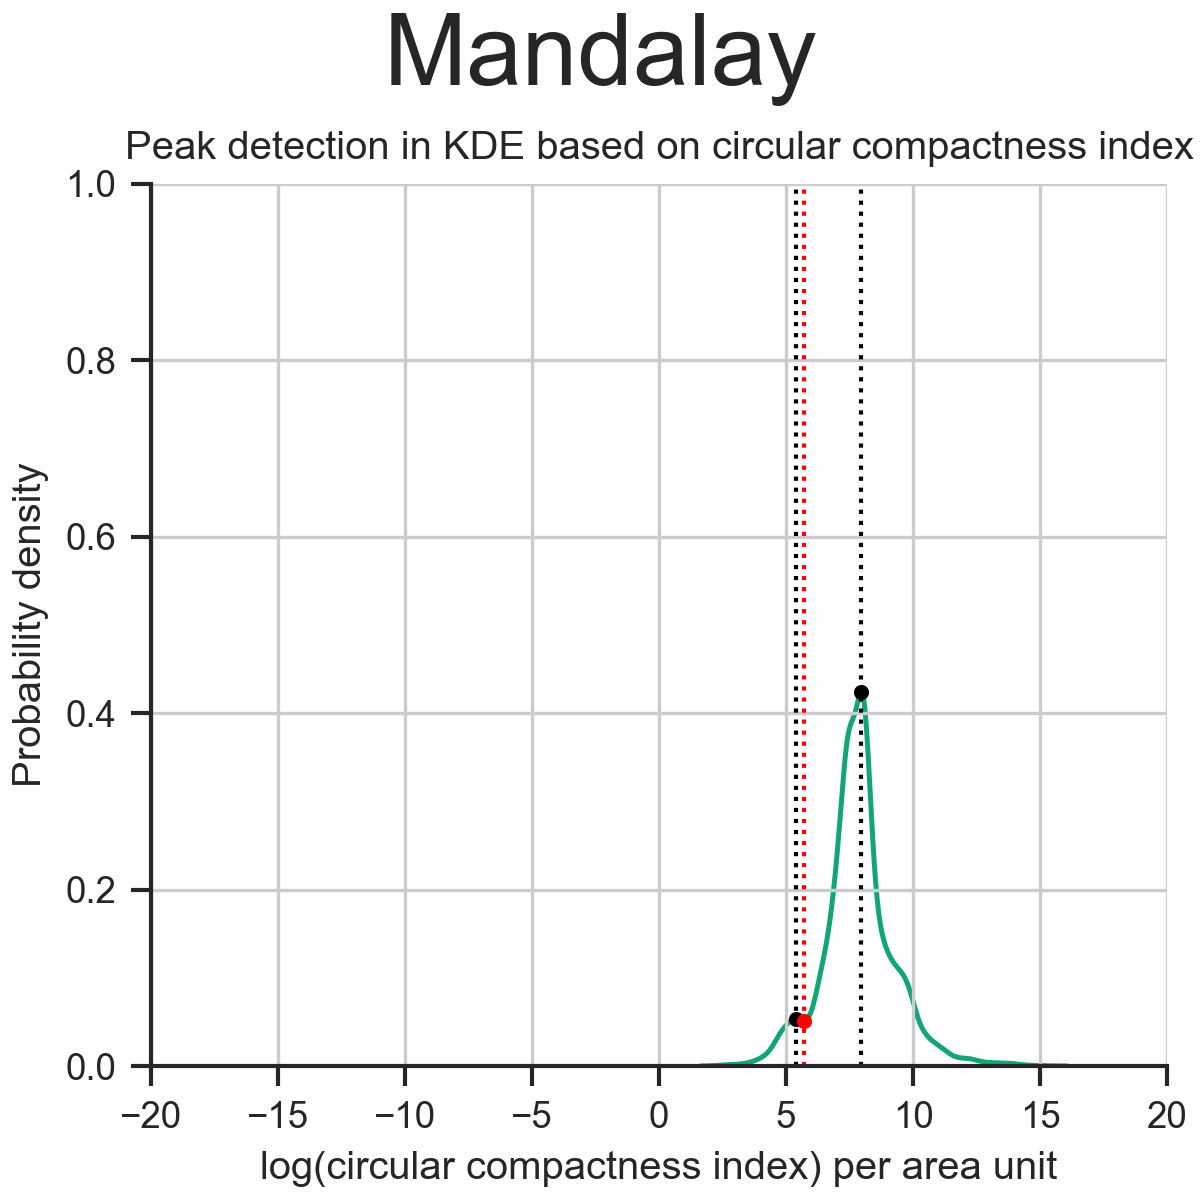 Mandalay
Peak detection in KDE based on circular compactness index
1.0
0.8
0.6
0.4
0.2
0.0
Probability density
−20 −15 −10 −5 0 5 10 15 20
log(circular compactness index) per area unit